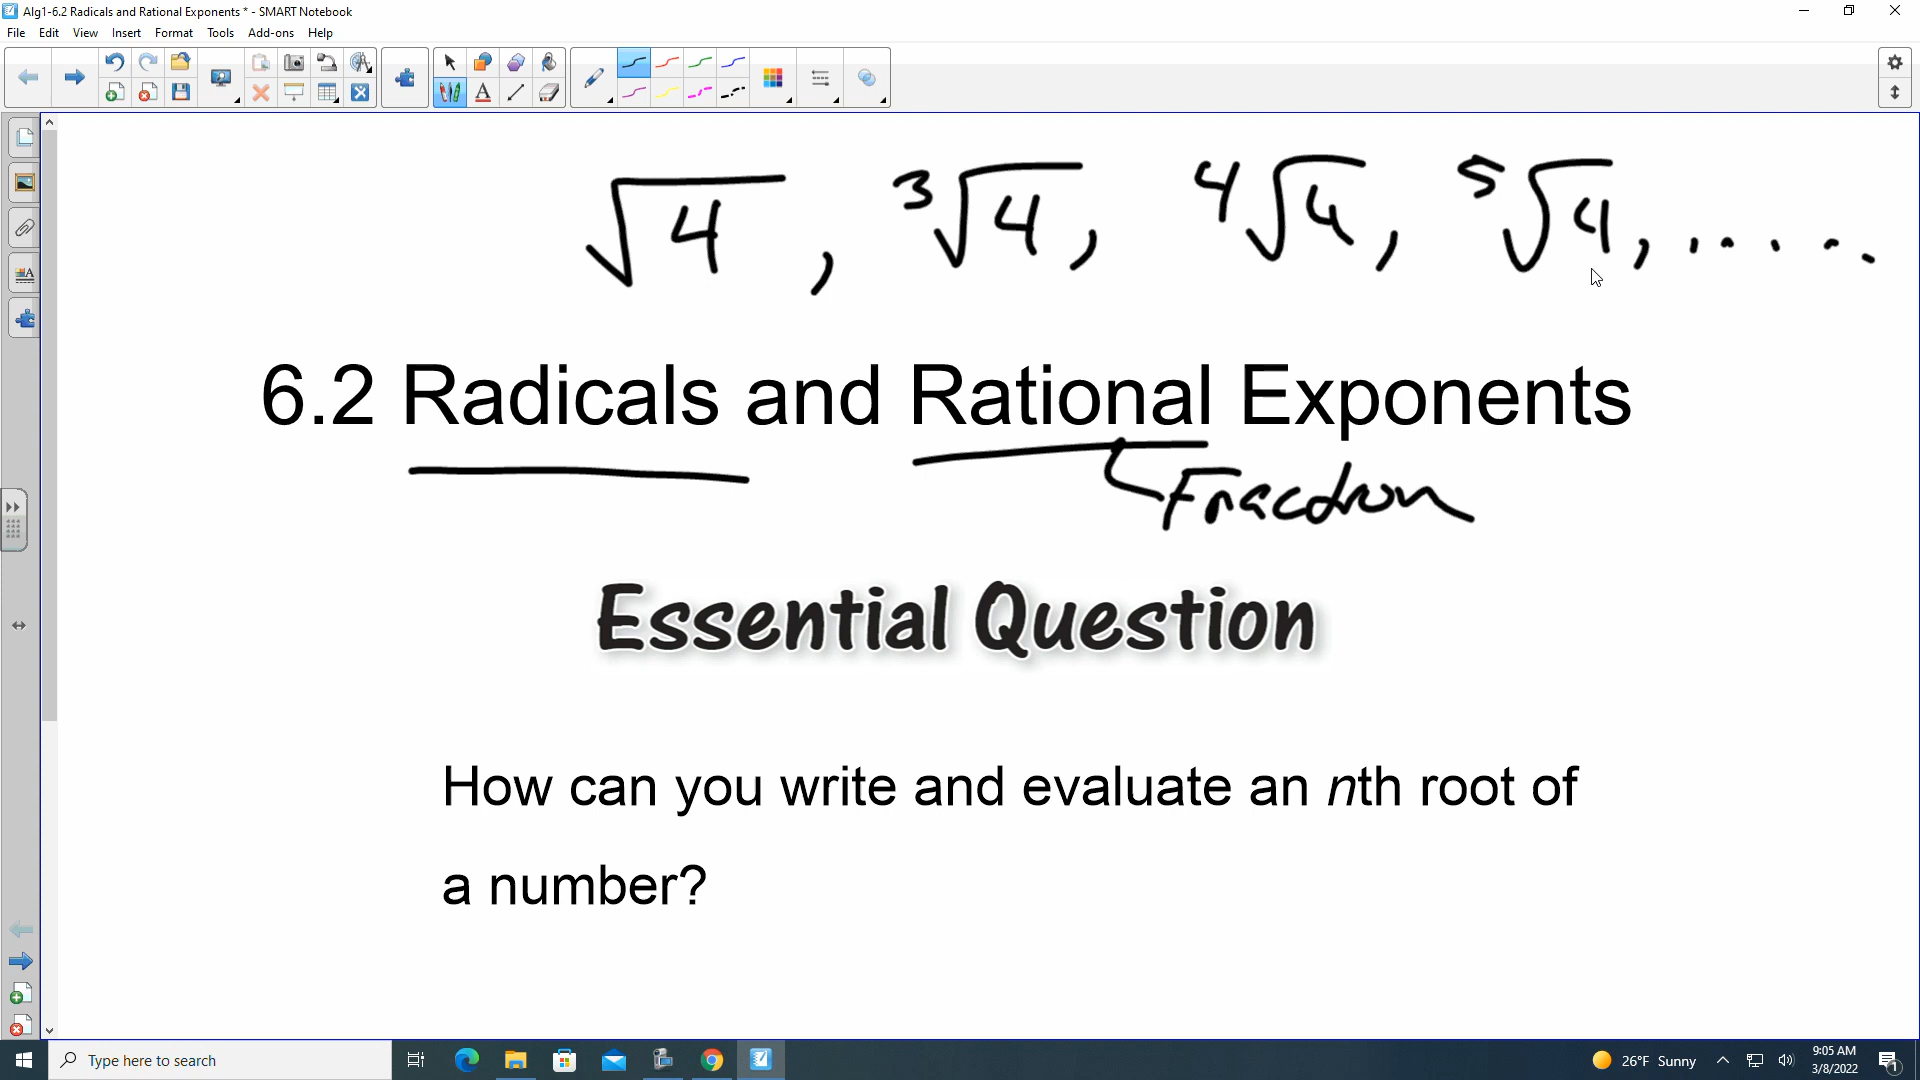 Alg1-6.2 Radicals and Rational Exponents * - SMART Notebook
File Edit View Insert Format Tools Add-ons Help
√4 , ³√4, ⁴√4, ⁵√4, ......
6.2 Radicals and Rational Exponents
Fraction
Essential Question
How can you write and evaluate an nth root of
a number?
Type here to search
26°F Sunny
9:05 AM
3/8/2022
1